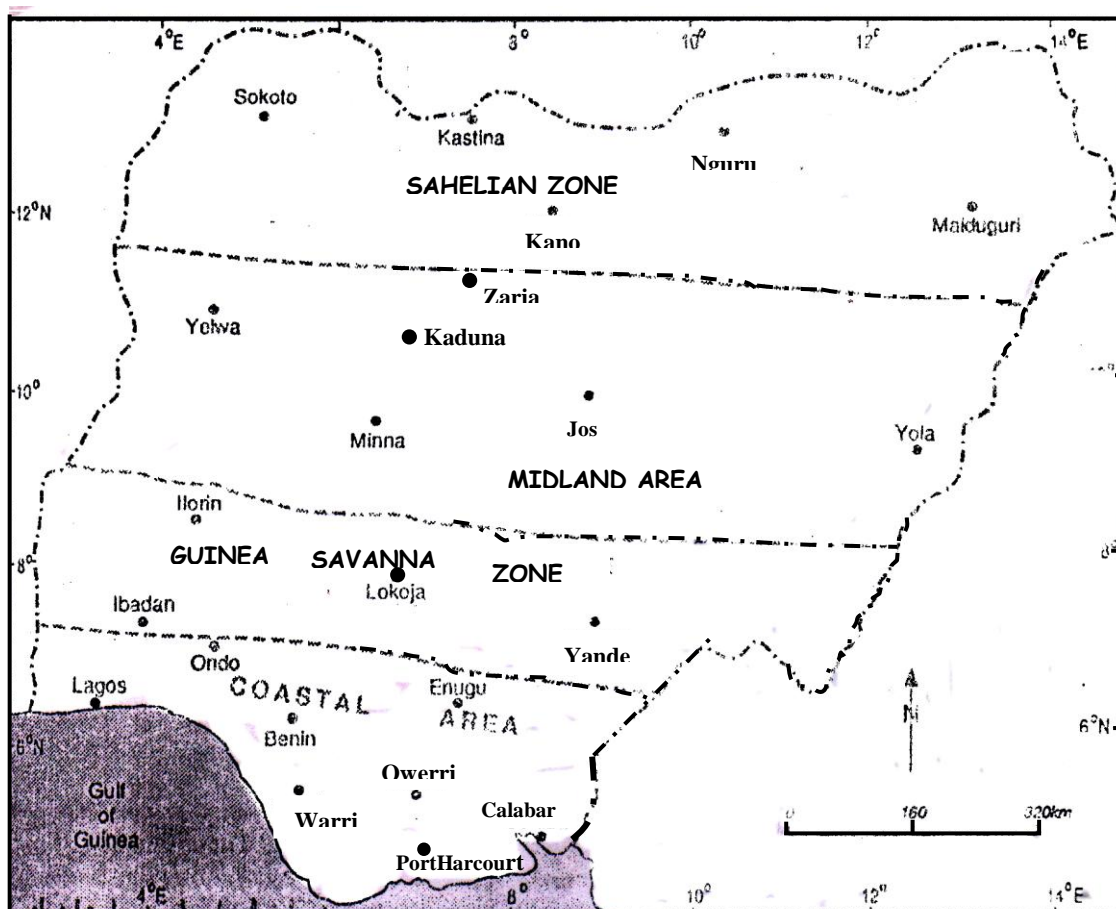 4°E 8° 10° 12° 14°E
Sokoto
Kastina
Nguru
SAHELIAN ZONE
12°N
Kano
Maiduguri
Zaria
Yelwa
Kaduna
10°
Minna
Jos
Yola
MIDLAND AREA
Ilorin
GUINEA SAVANNA ZONE
8° 8°
Lokoja
Ibadan
Yande
Ondo
Lagos
COASTAL AREA
Enugu
Benin
6°N 6°N
N
Owerri
Gulf
of
Guinea
Warri
Calabar
0 160 320km
PortHarcourt
4°E 8° 10° 12° 14°E